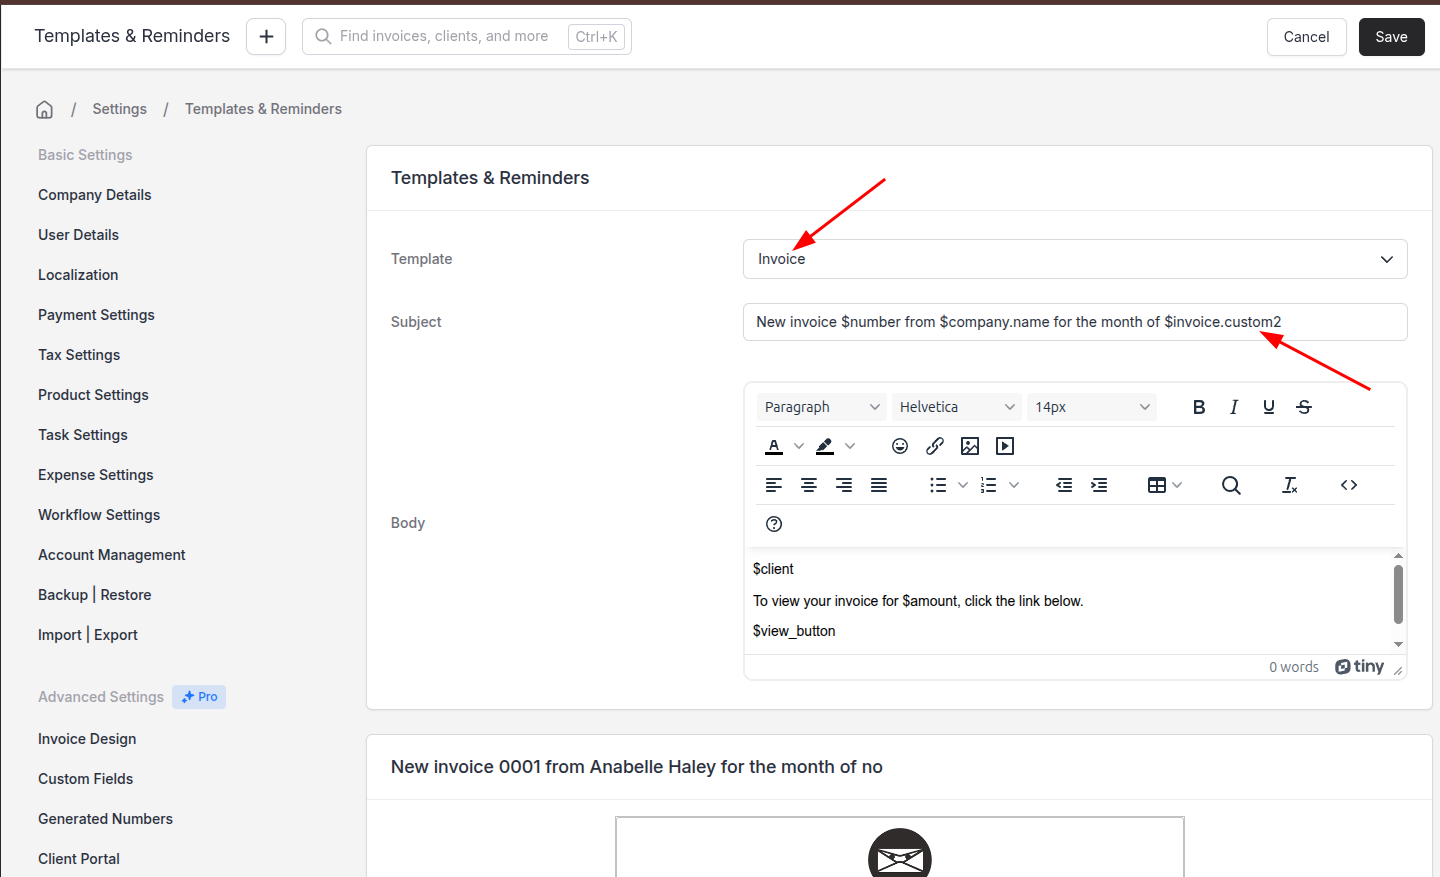 Templates & Reminders
Find invoices, clients, and more
Ctrl+K
Cancel
Save
/ Settings / Templates & Reminders
Basic Settings
Company Details
User Details
Localization
Payment Settings
Tax Settings
Product Settings
Task Settings
Expense Settings
Workflow Settings
Account Management
Backup | Restore
Import | Export
Advanced Settings
Pro
Invoice Design
Custom Fields
Generated Numbers
Client Portal
Templates & Reminders
Template
Invoice
Subject
New invoice $number from $company.name for the month of $invoice.custom2
Body
Paragraph
Helvetica
14px
$client
To view your invoice for $amount, click the link below.
$view_button
0 words
tiny
New invoice 0001 from Anabelle Haley for the month of no